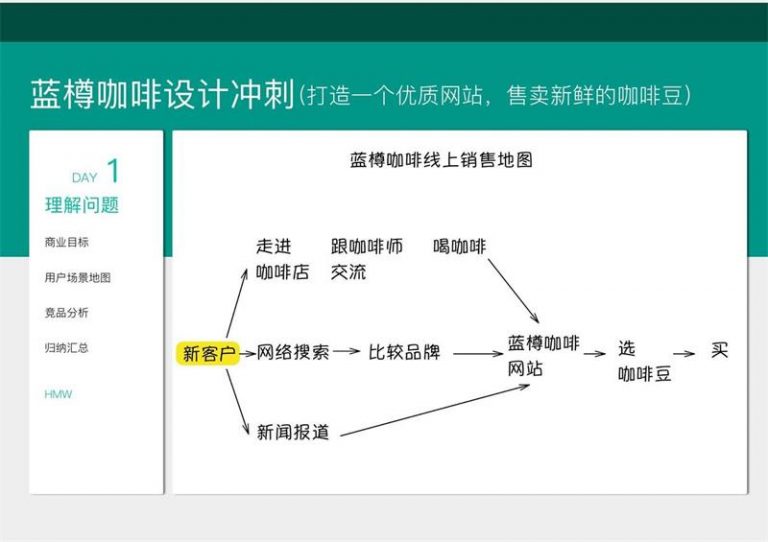 蓝樽咖啡设计冲刺(打造一个优质网站，售卖新鲜的咖啡豆)
DAY 1
理解问题
商业目标
用户场景地图
竞品分析
归纳汇总
HMW
蓝樽咖啡线上销售地图
走进 跟咖啡师 喝咖啡
咖啡店 交流
新客户 网络搜索 比较品牌 蓝樽咖啡 选 买
网站 咖啡豆
新闻报道